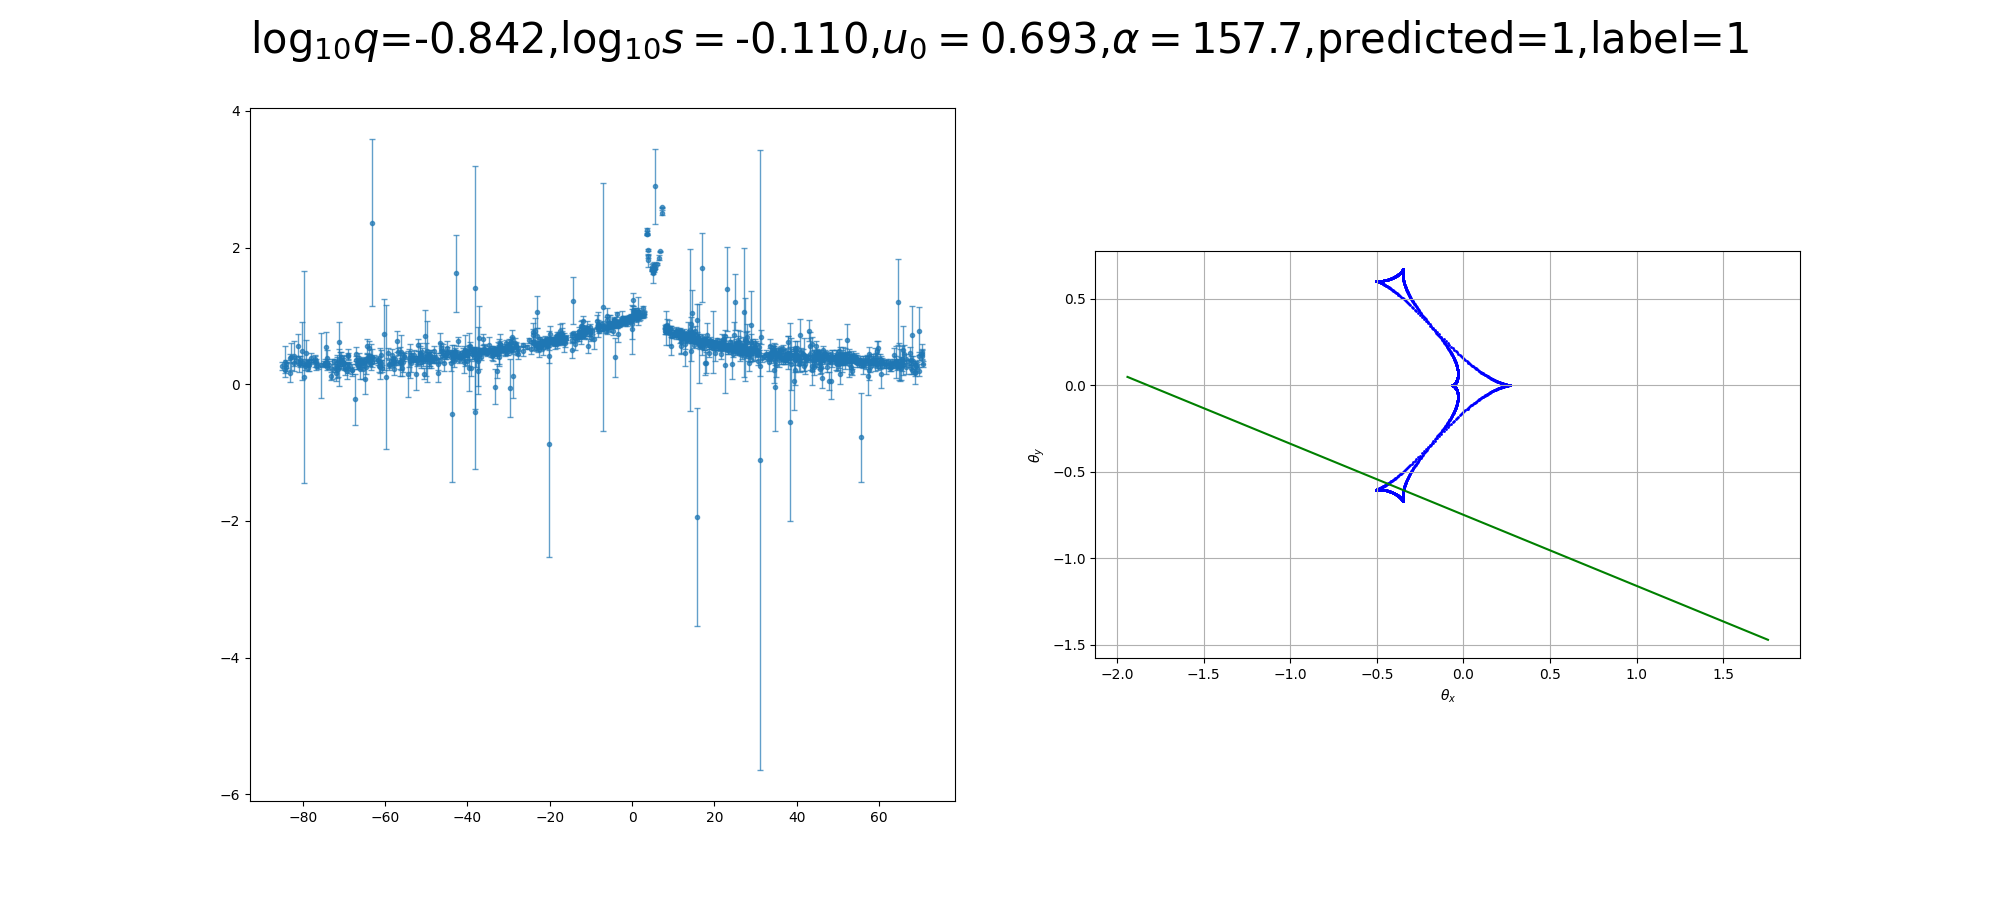 log₁₀q=-0.842,log₁₀s = -0.110,u₀ = 0.693,α = 157.7,predicted=1,label=1
4
2
0
−2
−4
−6
−80 −60 −40 −20 0 20 40 60
0.5
0.0
−0.5
−1.0
−1.5
θy
−2.0 −1.5 −1.0 −0.5 0.0 0.5 1.0 1.5
θx